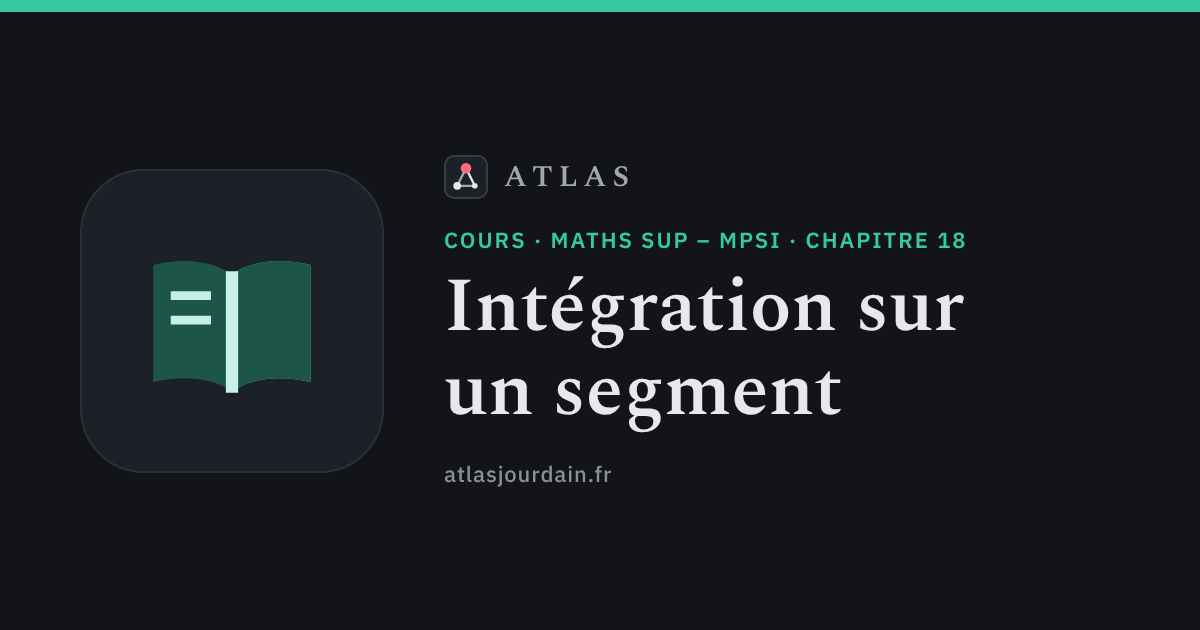 ATLAS
COURS · MATHS SUP – MPSI · CHAPITRE 18
Intégration sur
un segment
atlasjourdain.fr